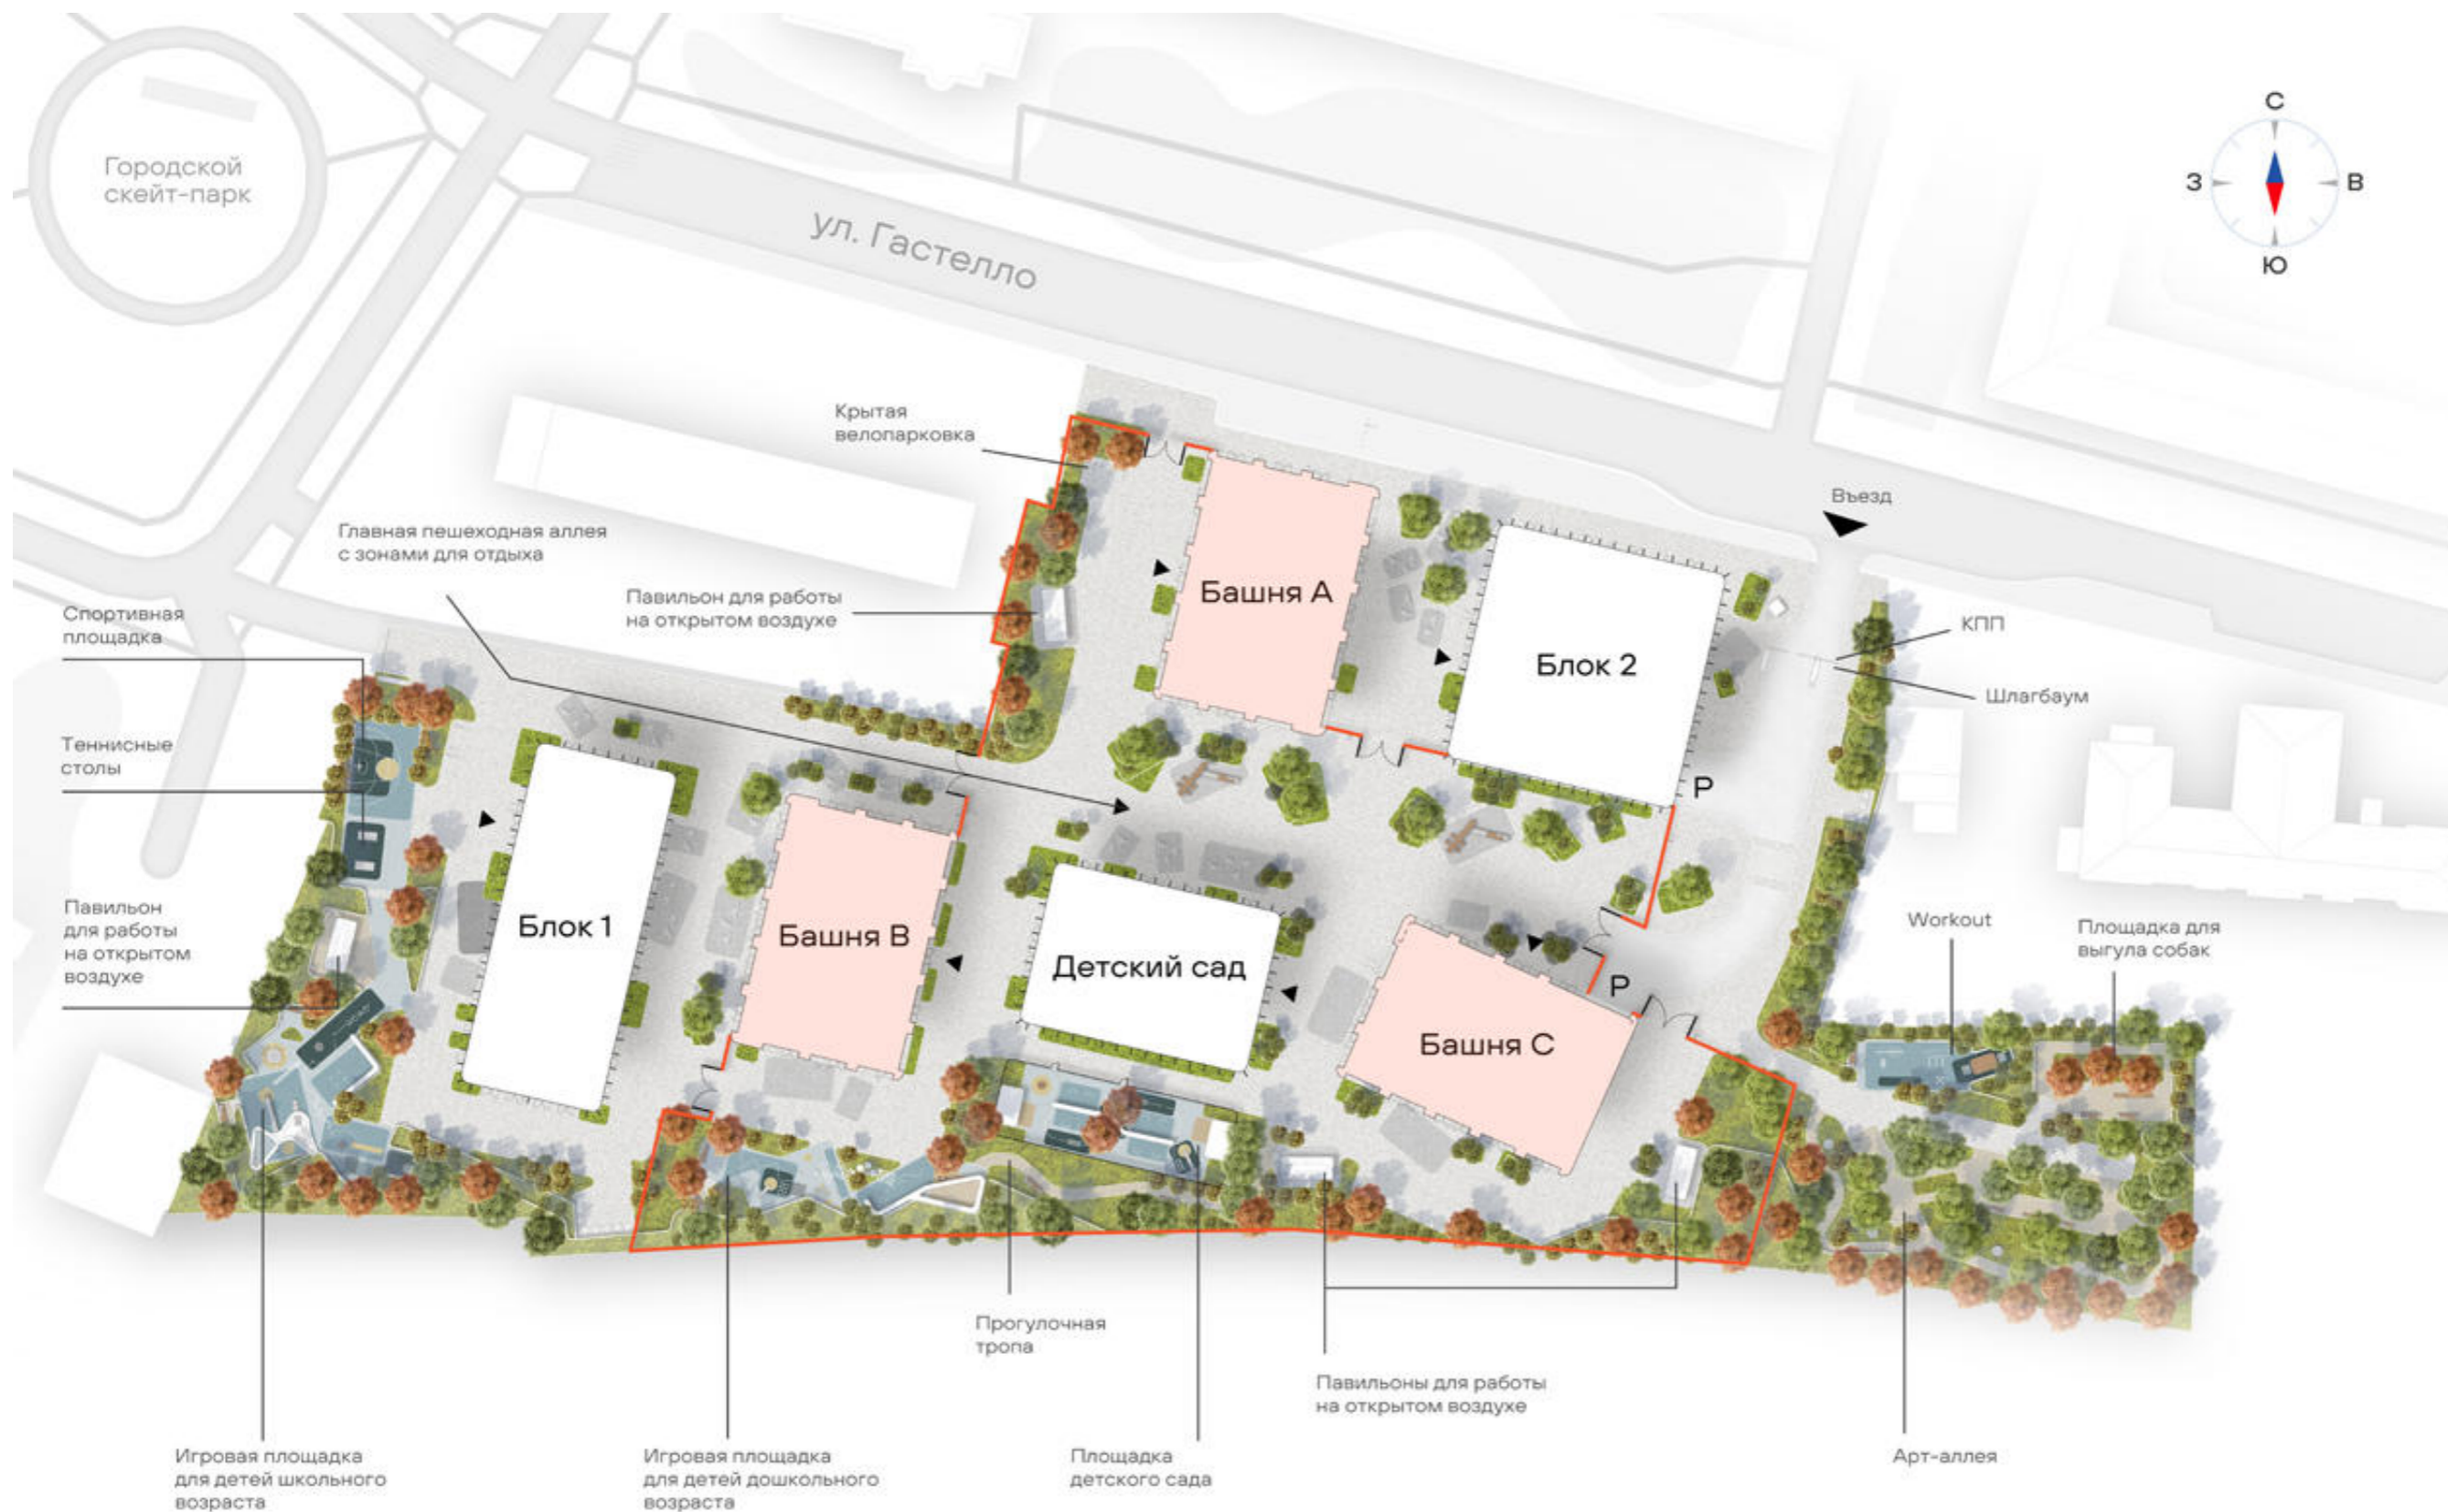 С
Городской
скейт-парк
З
В
ул. Гастелло
Ю
Крытая
велопарковка
Въезд
Главная пешеходная аллея
с зонами для отдыха
Башня А
Павильон для работы
на открытом воздухе
Спортивная
площадка
КПП
Блок 2
Шлагбаум
Теннисные
столы
P
Павильон
для работы
на открытом
воздухе
Блок 1
Башня В
Детский сад
Workout
Площадка для
выгула собак
P
Башня С
Прогулочная
тропа
Павильоны для работы
на открытом воздухе
Игровая площадка
для детей школьного
возраста
Игровая площадка
для детей дошкольного
возраста
Площадка
детского сада
Арт-аллея